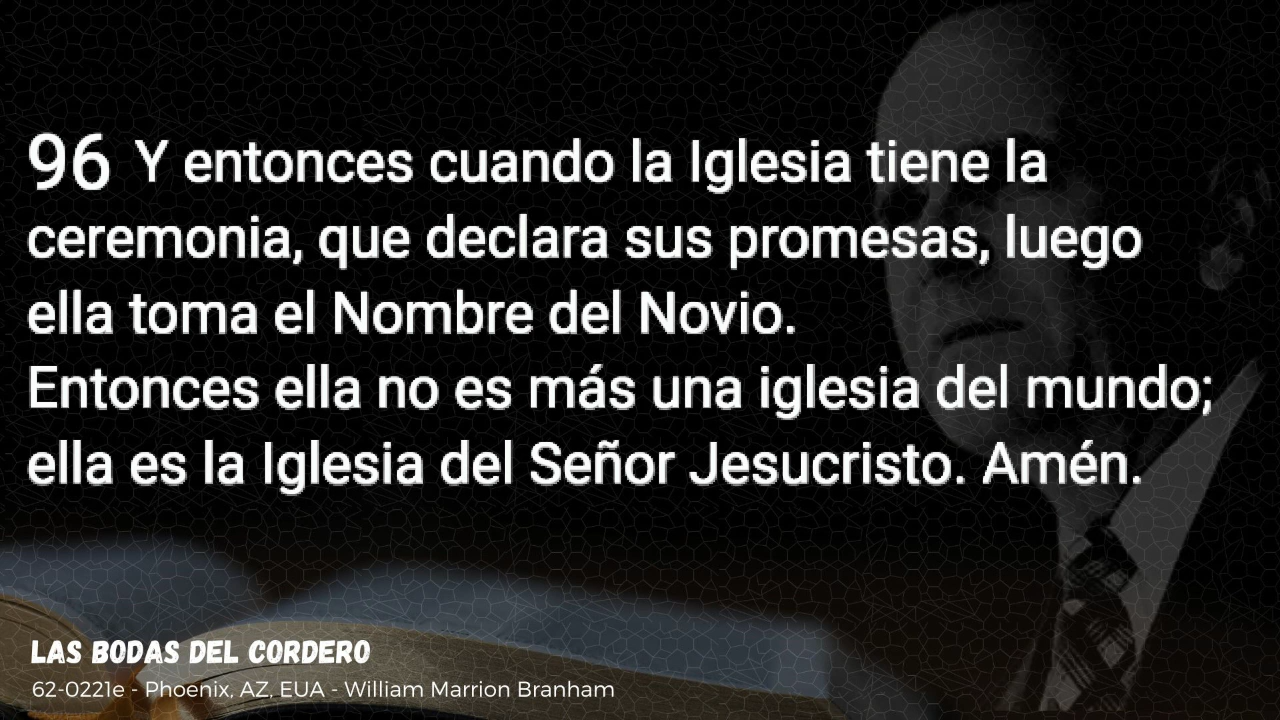 96 Y entonces cuando la Iglesia tiene la
ceremonia, que declara sus promesas, luego
ella toma el Nombre del Novio.
Entonces ella no es más una iglesia del mundo;
ella es la Iglesia del Señor Jesucristo. Amén.
LAS BODAS DEL CORDERO
62-0221e - Phoenix, AZ, EUA - William Marrion Branham